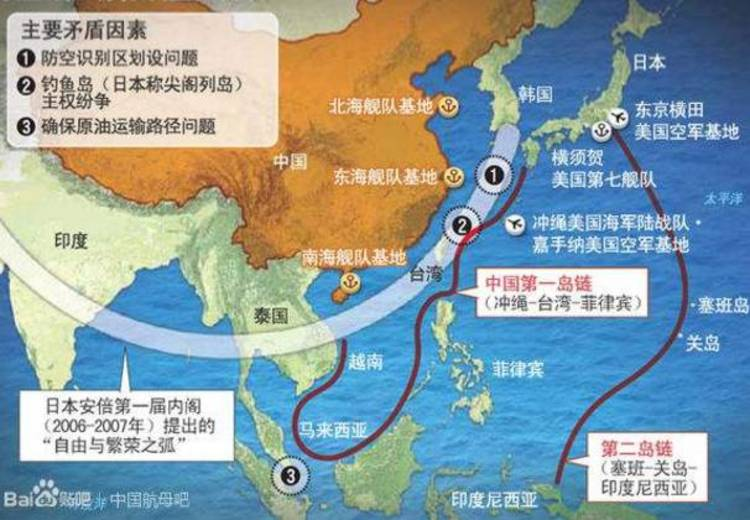 主要矛盾因素
❶ 防空识别区划设问题
❷ 钓鱼岛（日本称尖阁列岛）
主权纷争
❸ 确保原油运输路径问题
日本
韩国
北海舰队基地
东京横田
美国空军基地
中国
东海舰队基地
❶
横须贺
美国第七舰队
太平洋
印度
❷
冲绳美国海军陆战队·
嘉手纳美国空军基地
南海舰队基地
台湾
中国第一岛链
（冲绳-台湾-菲律宾）
泰国
塞班岛
关岛
越南
菲律宾
日本安倍第一届内阁
(2006-2007年) 提出的
“自由与繁荣之弧”
马来西亚
❸
第二岛链
（塞班-关岛-
印度尼西亚）
印度尼西亚
Bai贴吧 中国航母吧